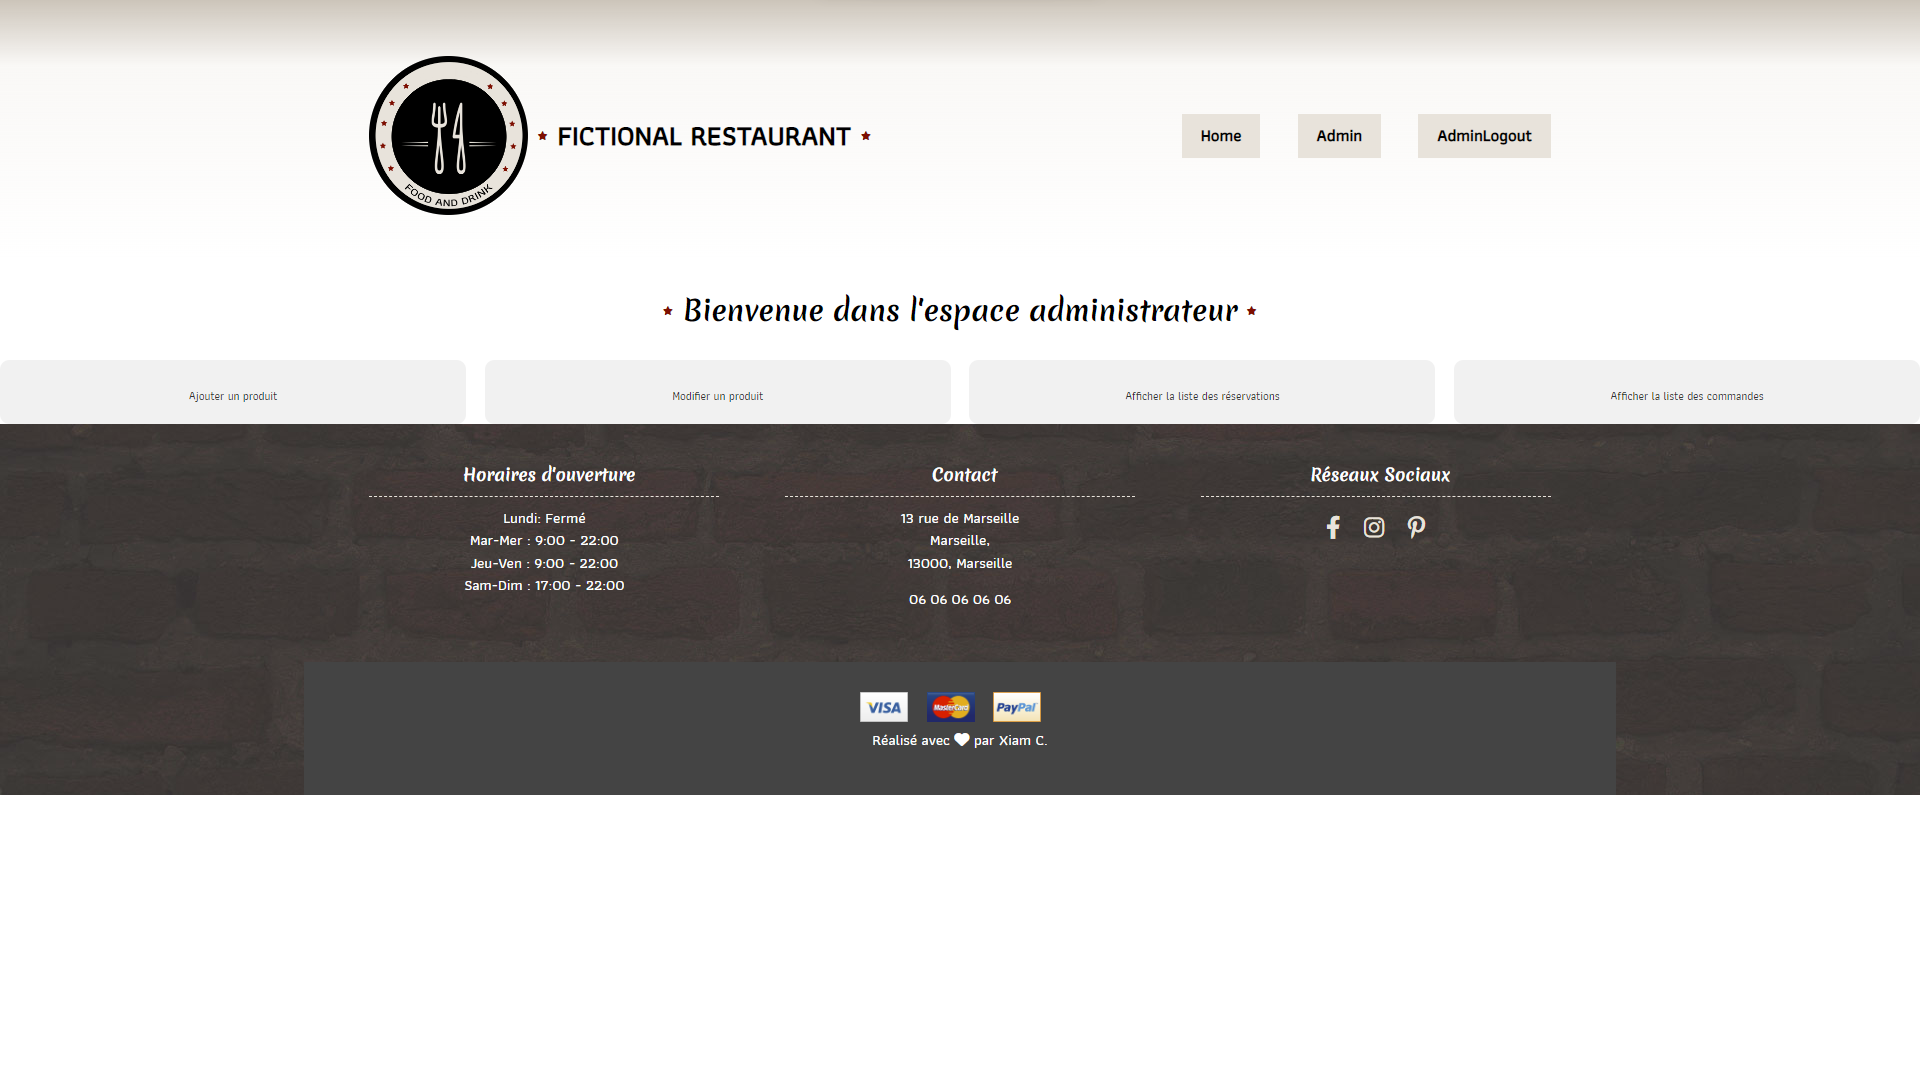 FOOD AND DRINK
FICTIONAL RESTAURANT
Home
Admin
AdminLogout
Bienvenue dans l'espace administrateur
Ajouter un produit
Modifier un produit
Afficher la liste des réservations
Afficher la liste des commandes
Horaires d'ouverture
Lundi: Fermé
Mar-Mer : 9:00 - 22:00
Jeu-Ven : 9:00 - 22:00
Sam-Dim : 17:00 - 22:00
Contact
13 rue de Marseille
Marseille,
13000, Marseille
06 06 06 06 06
Réseaux Sociaux
VISA
MasterCard
PayPal
Réalisé avec par Xiam C.